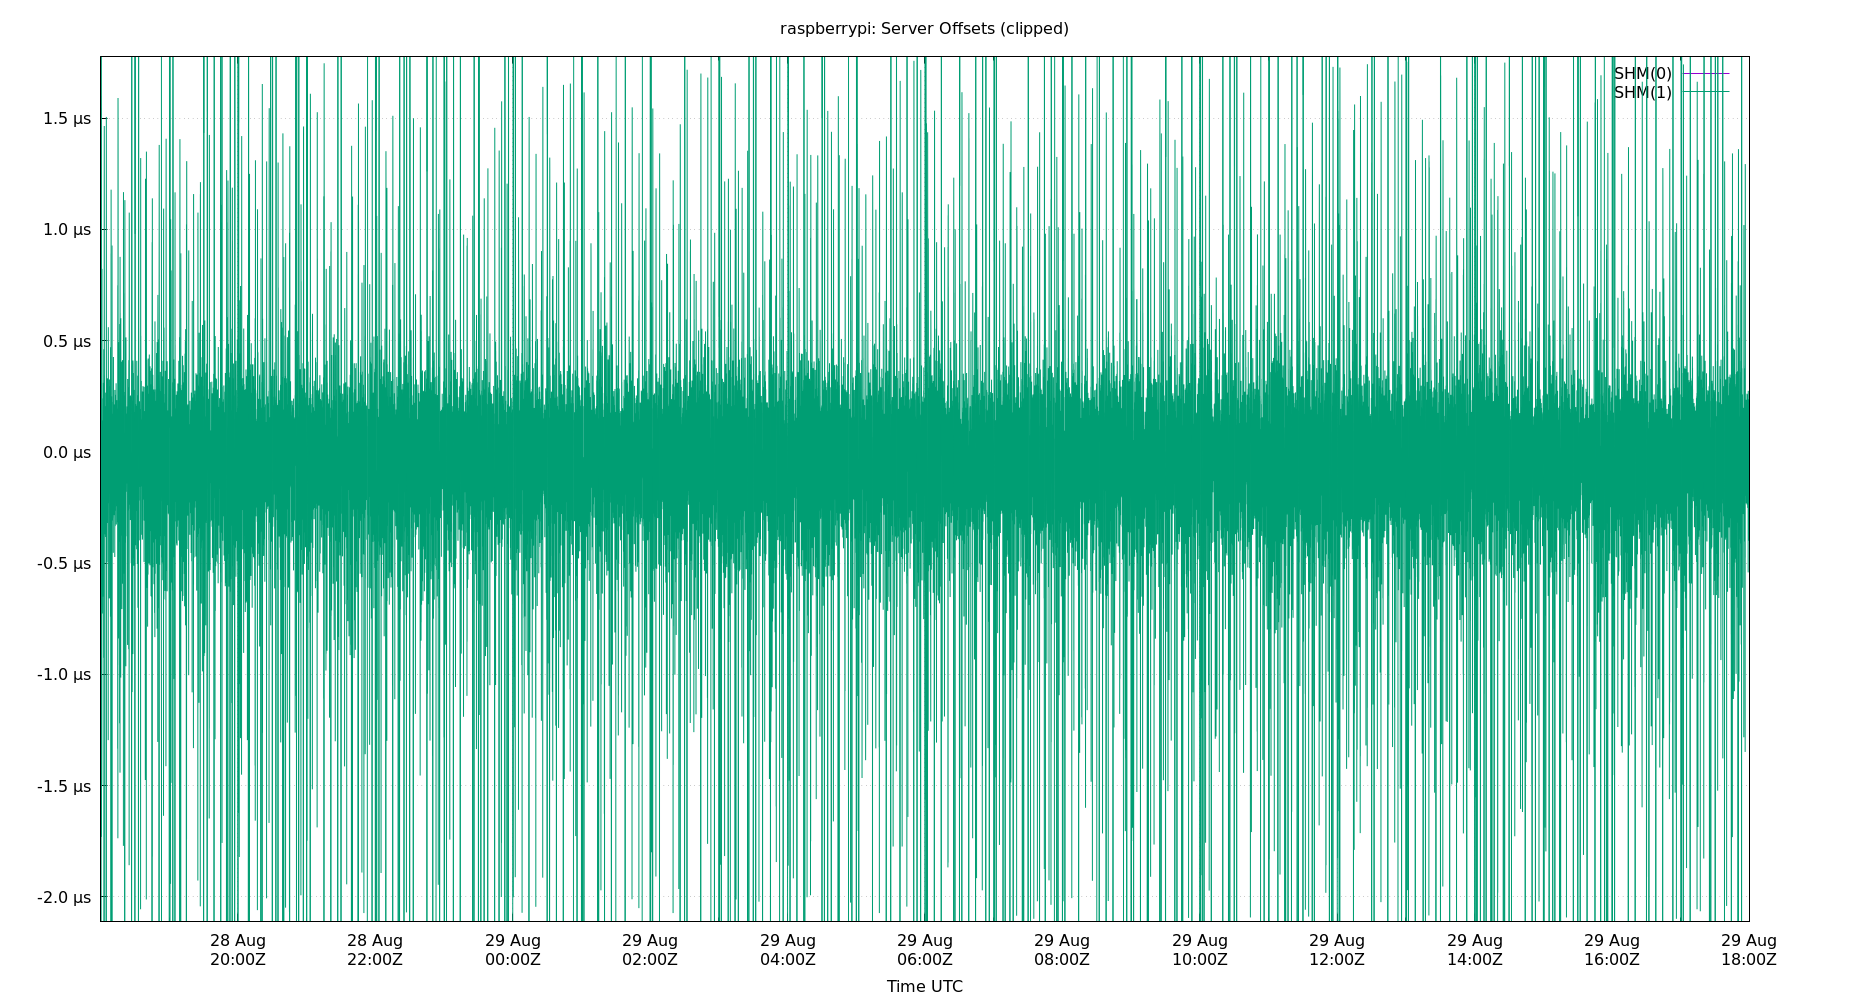 raspberrypi: Server Offsets (clipped)
SHM(0)
SHM(1)
1.5 µs
1.0 µs
0.5 µs
0.0 µs
-0.5 µs
-1.0 µs
-1.5 µs
-2.0 µs
28 Aug 28 Aug 29 Aug 29 Aug 29 Aug 29 Aug 29 Aug 29 Aug 29 Aug 29 Aug 29 Aug 29 Aug
20:00Z 22:00Z 00:00Z 02:00Z 04:00Z 06:00Z 08:00Z 10:00Z 12:00Z 14:00Z 16:00Z 18:00Z
Time UTC